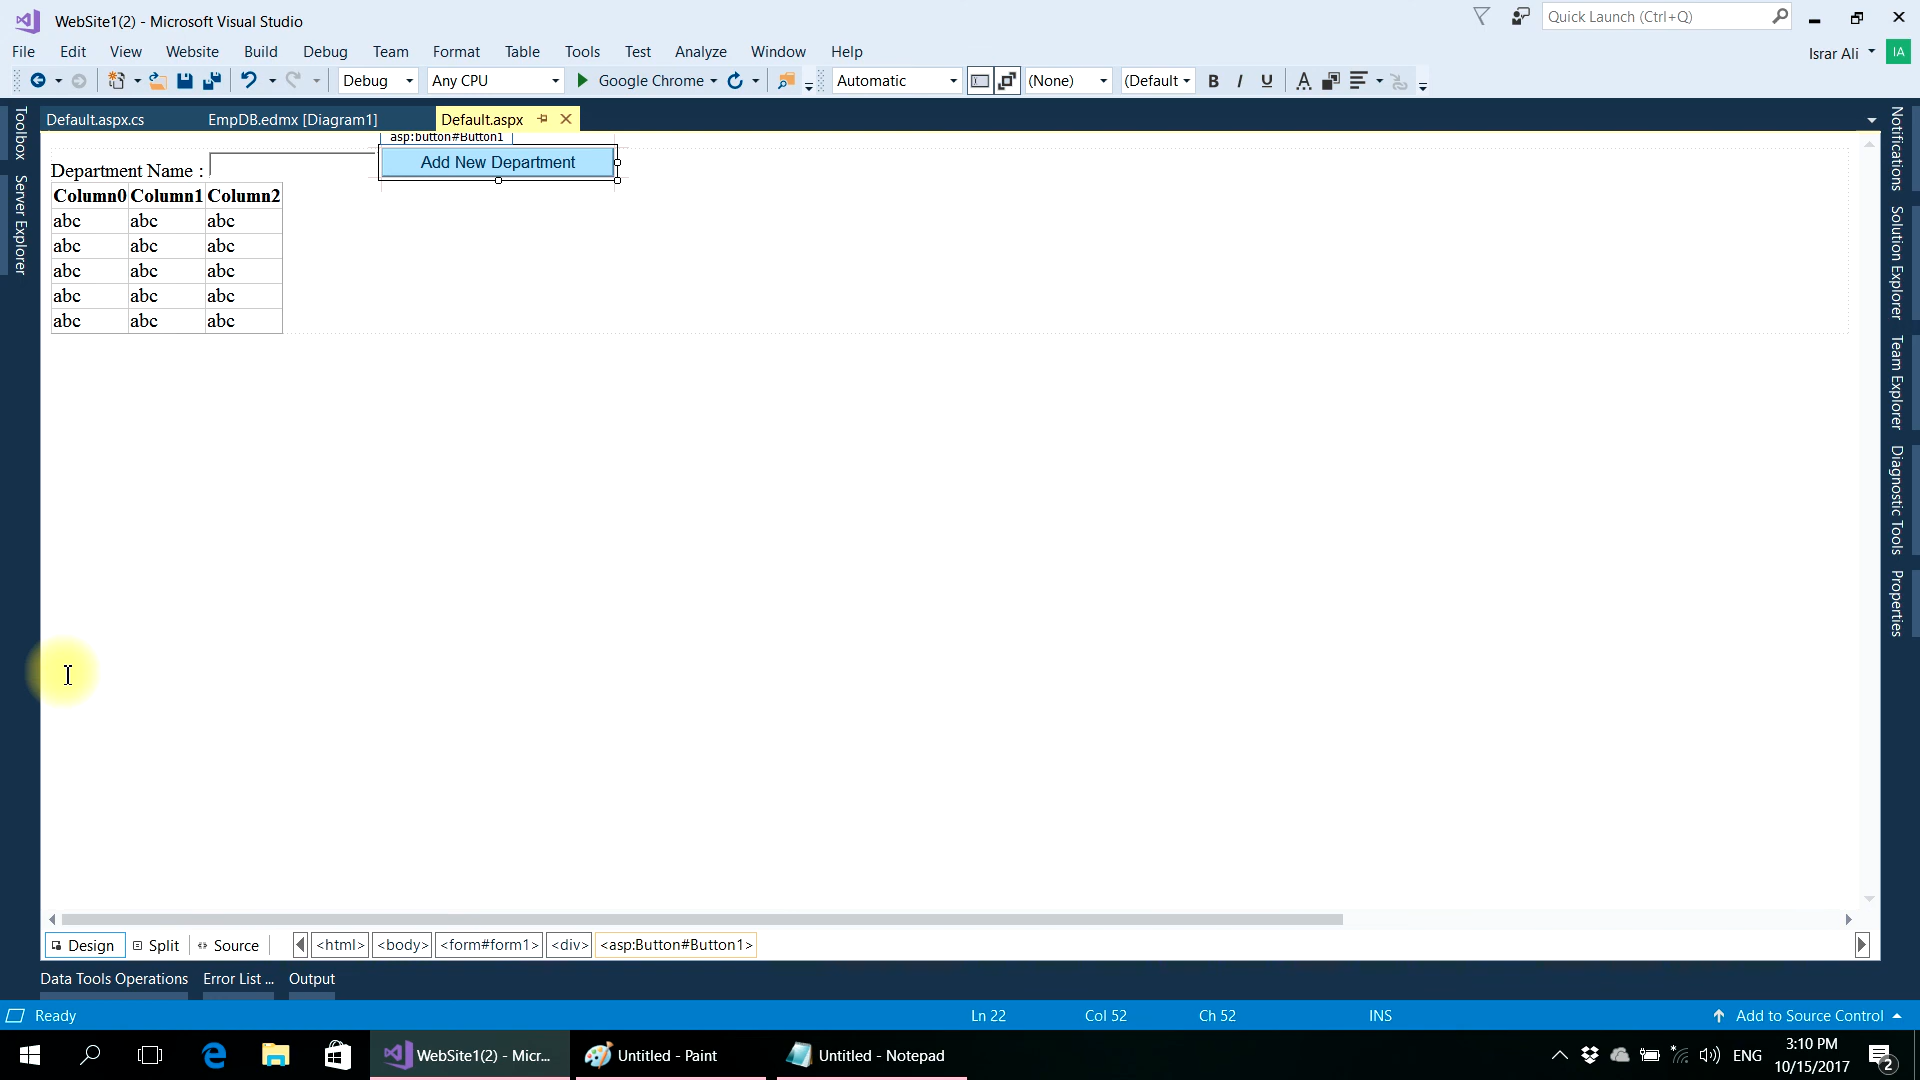 WebSite1(2) - Microsoft Visual Studio
Quick Launch (Ctrl+Q)
File Edit View Website Build Debug Team Format Table Tools Test Analyze Window Help
Israr Ali IA
Debug Any CPU Google Chrome Automatic (None) (Default B I U A
Default.aspx.cs EmpDB.edmx [Diagram1] Default.aspx
asp:button#Button1
Department Name : Add New Department
Column0 Column1 Column2
abc abc abc
abc abc abc
abc abc abc
abc abc abc
abc abc abc
Toolbox
Server Explorer
Notifications
Solution Explorer
Team Explorer
Diagnostic Tools
Properties
Design Split Source <html> <body> <form#form1> <div> <asp:Button#Button1>
Data Tools Operations Error List ... Output
Ready Ln 22 Col 52 Ch 52 INS Add to Source Control
WebSite1(2) - Micr... Untitled - Paint Untitled - Notepad ENG 3:10 PM
10/15/2017 2